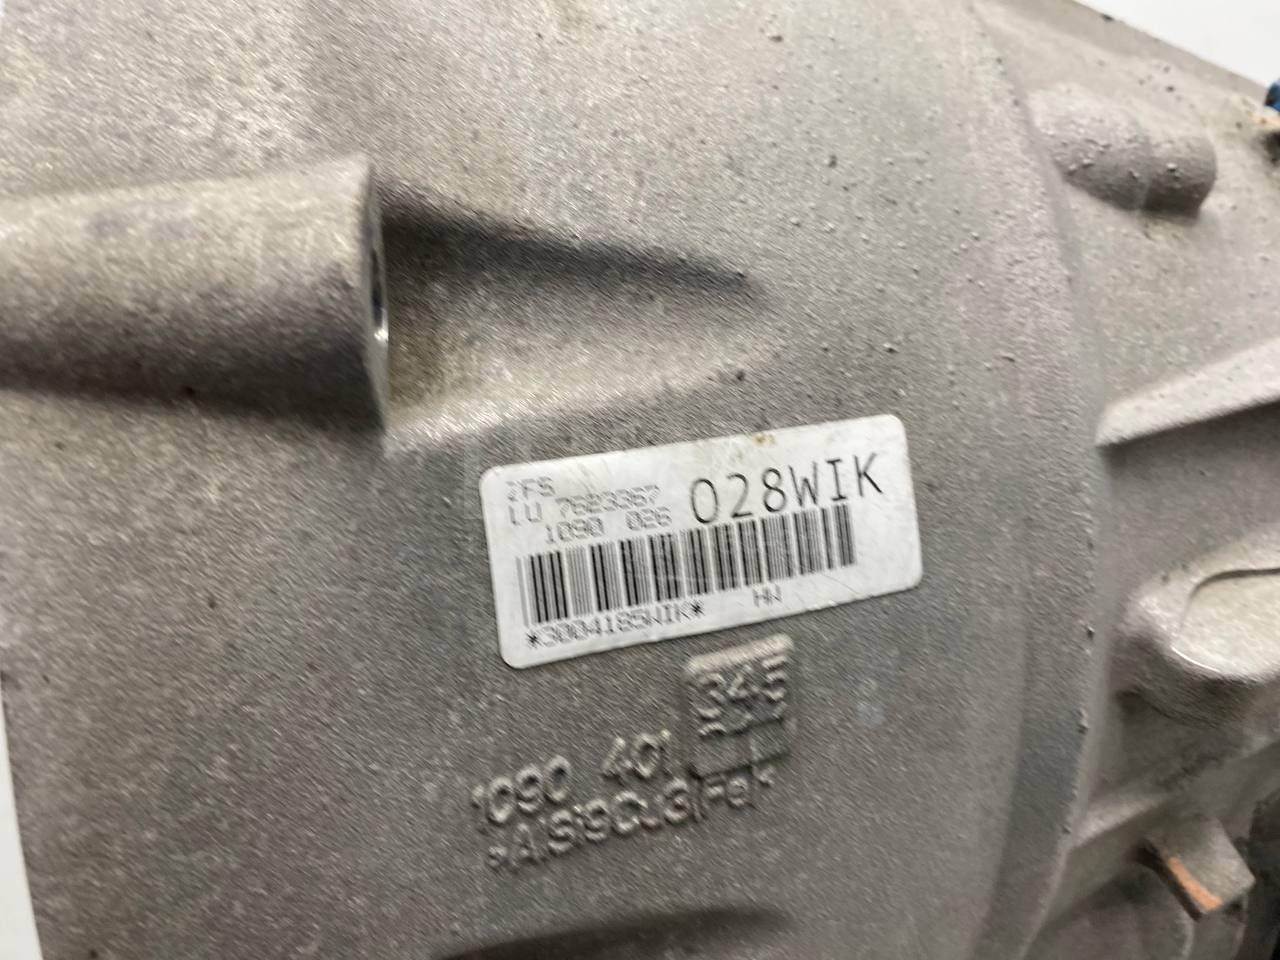 ZFS
LU 7623367
1090 026
028WIK
*3004185WIK* HW
345
1090 401
>AlSi9Cu3(Fe)<